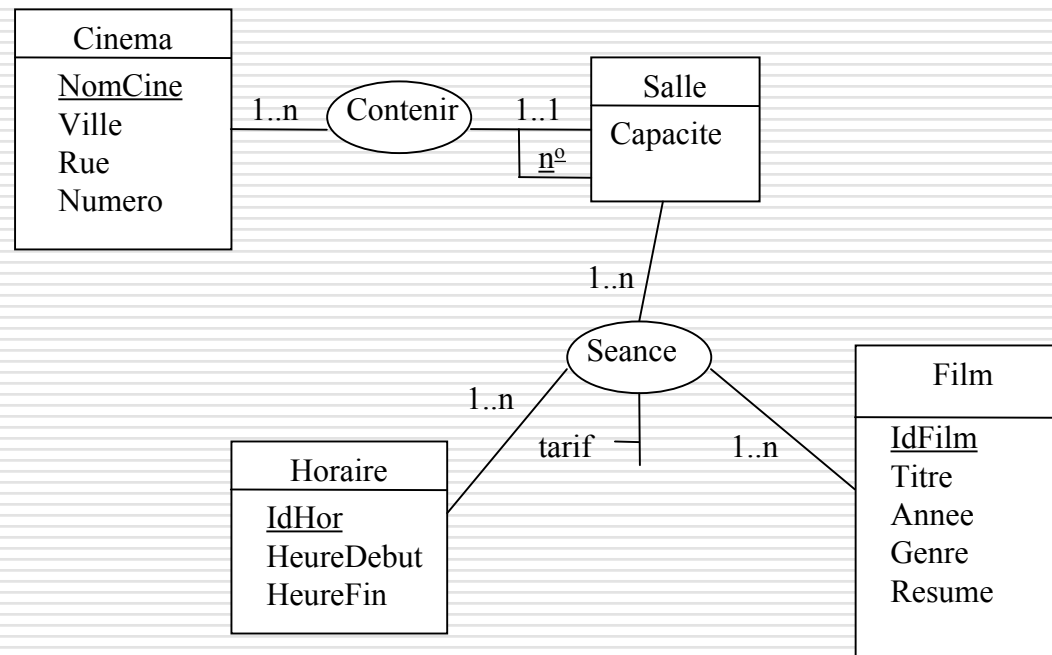 Cinema
NomCine
Ville
Rue
Numero
1..n
Contenir
1..1
nº
Salle
Capacite
1..n
Seance
1..n
tarif
1..n
Horaire
IdHor
HeureDebut
HeureFin
Film
IdFilm
Titre
Annee
Genre
Resume